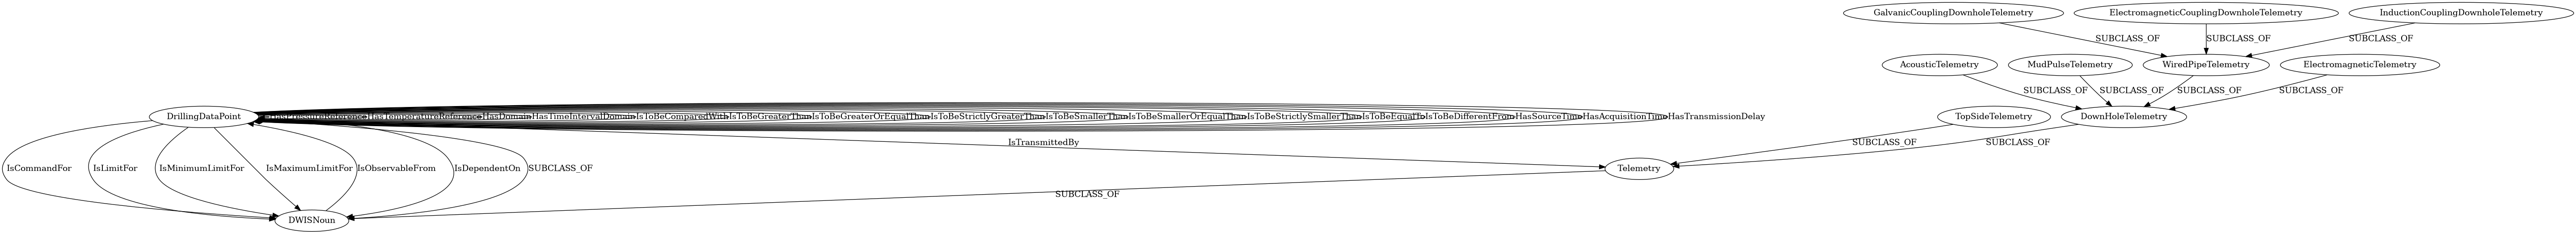 GalvanicCouplingDownholeTelemetry
ElectromagneticCouplingDownholeTelemetry
InductionCouplingDownholeTelemetry
SUBCLASS_OF
SUBCLASS_OF
SUBCLASS_OF
AcousticTelemetry
MudPulseTelemetry
WiredPipeTelemetry
ElectromagneticTelemetry
SUBCLASS_OF
SUBCLASS_OF
SUBCLASS_OF
SUBCLASS_OF
DrillingDataPoint
HasPressureReference
HasTemperatureReference
HasDomain
HasTimeIntervalDomain
IsToBeComparedWith
IsToBeGreaterThan
IsToBeGreaterOrEqualThan
IsToBeStrictlyGreaterThan
IsToBeSmallerThan
IsToBeSmallerOrEqualThan
IsToBeStrictlySmallerThan
IsToBeEqualTo
IsToBeDifferentFrom
HasSourceTime
HasAcquisitionTime
HasTransmissionDelay
TopSideTelemetry
DownHoleTelemetry
IsTransmittedBy
SUBCLASS_OF
SUBCLASS_OF
IsCommandFor
IsLimitFor
IsMinimumLimitFor
IsMaximumLimitFor
IsObservableFrom
IsDependentOn
SUBCLASS_OF
Telemetry
SUBCLASS_OF
DWISNoun